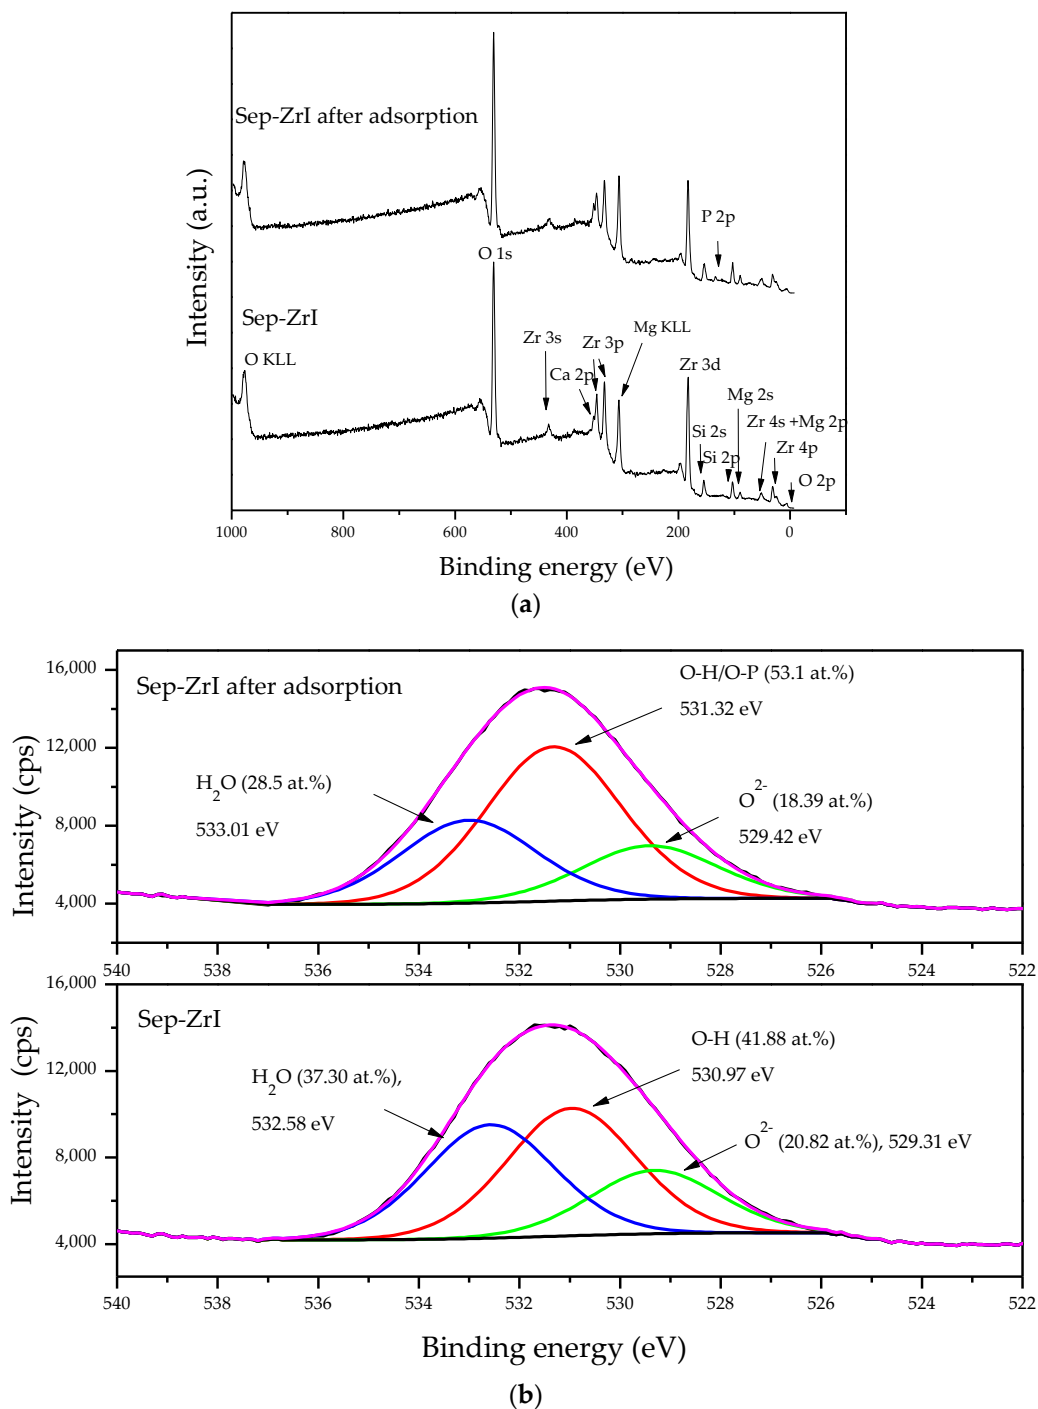 Intensity (a.u.)
Sep-ZrI after adsorption
P 2p
O 1s
Sep-ZrI
O KLL
Zr 3s
Zr 3p
Mg KLL
Ca 2p
Zr 3d
Mg 2s
Si 2s
Zr 4s +Mg 2p
Si 2p
Zr 4p
O 2p
1000 800 600 400 200 0
Binding energy (eV)
(a)
Intensity (cps)
16,000
12,000
8,000
4,000
Sep-ZrI after adsorption
O-H/O-P (53.1 at.%)
531.32 eV
H2O (28.5 at.%)
533.01 eV
O2- (18.39 at.%)
529.42 eV
540 538 536 534 532 530 528 526 524 522
Intensity (cps)
16,000
12,000
8,000
4,000
Sep-ZrI
O-H (41.88 at.%)
530.97 eV
H2O (37.30 at.%),
532.58 eV
O2- (20.82 at.%), 529.31 eV
540 538 536 534 532 530 528 526 524 522
Binding energy (eV)
(b)